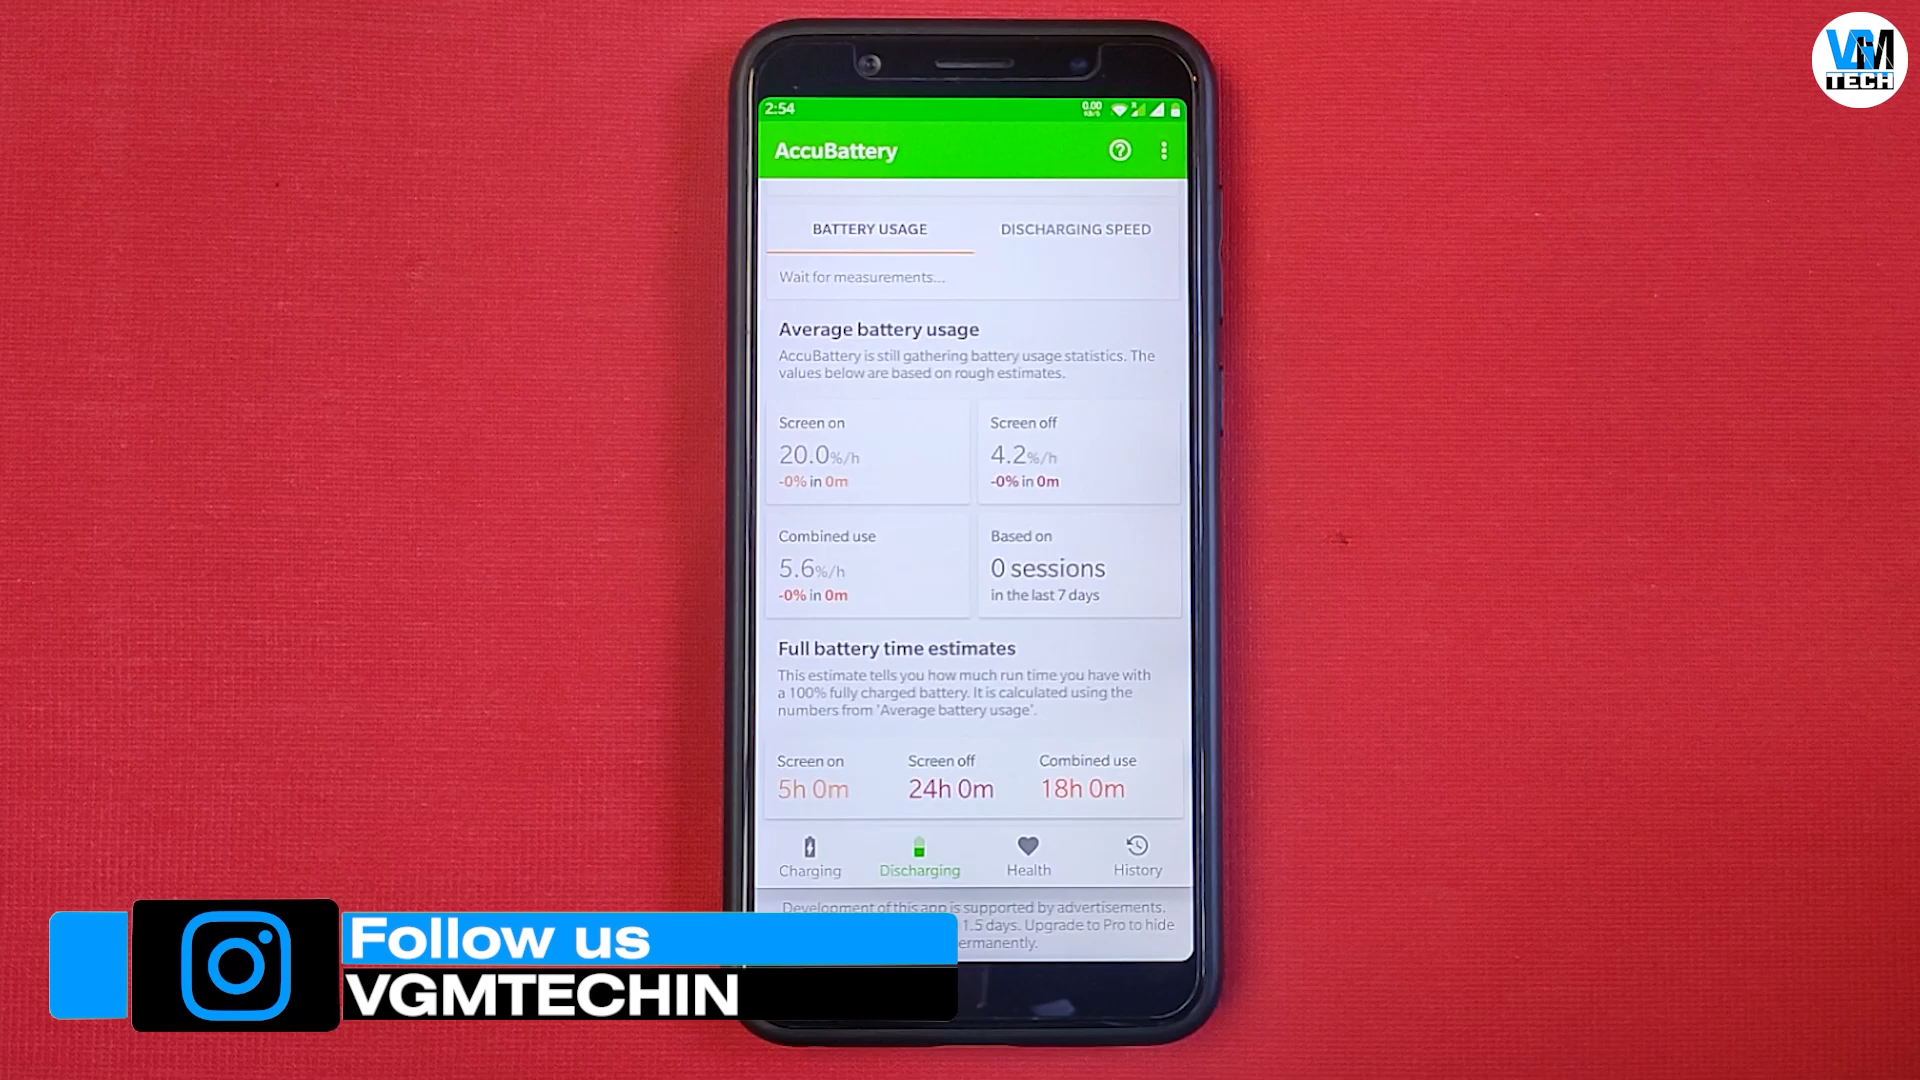 VGM
TECH
2:54
0.00
KB/S
AccuBattery
BATTERY USAGE
DISCHARGING SPEED
Wait for measurements...
Average battery usage
AccuBattery is still gathering battery usage statistics. The
values below are based on rough estimates.
Screen on
20.0%/h
-0% in 0m
Screen off
4.2%/h
-0% in 0m
Combined use
5.6%/h
-0% in 0m
Based on
0 sessions
in the last 7 days
Full battery time estimates
This estimate tells you how much run time you have with
a 100% fully charged battery. It is calculated using the
numbers from 'Average battery usage'.
Screen on
5h 0m
Screen off
24h 0m
Combined use
18h 0m
Charging
Discharging
Health
History
Development of this app is supported by advertisements.
1.5 days. Upgrade to Pro to hide
ermanently.
Follow us
VGMTECHIN